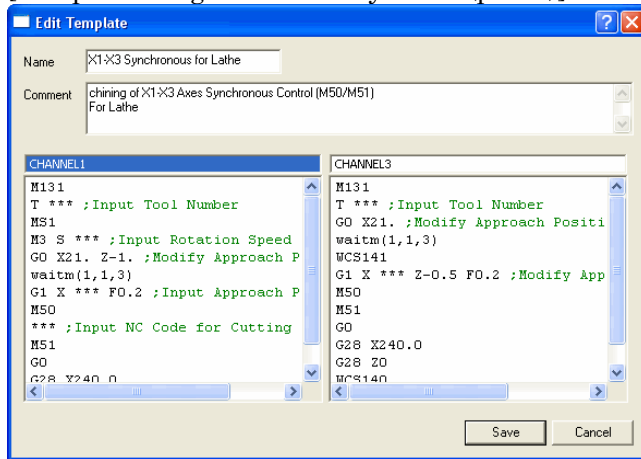 Edit Template
Name X1-X3 Synchronous for Lathe
Comment chining of X1-X3 Axes Synchronous Control (M50/M51)
For Lathe
CHANNEL1
M131
T *** ;Input Tool Number
MS1
M3 S *** ;Input Rotation Speed
G0 X21. Z-1. ;Modify Approach P
waitm(1,1,3)
G1 X *** F0.2 ;Input Approach P
M50
*** ;Input NC Code for Cutting
M51
G0
G28 X240.0
CHANNEL3
M131
T *** ;Input Tool Number
G0 X21. ;Modify Approach Positi
waitm(1,1,3)
WCS141
G1 X *** Z-0.5 F0.2 ;Modify App
M50
M51
G0
G28 X240.0
G28 Z0
WCS140
Save Cancel